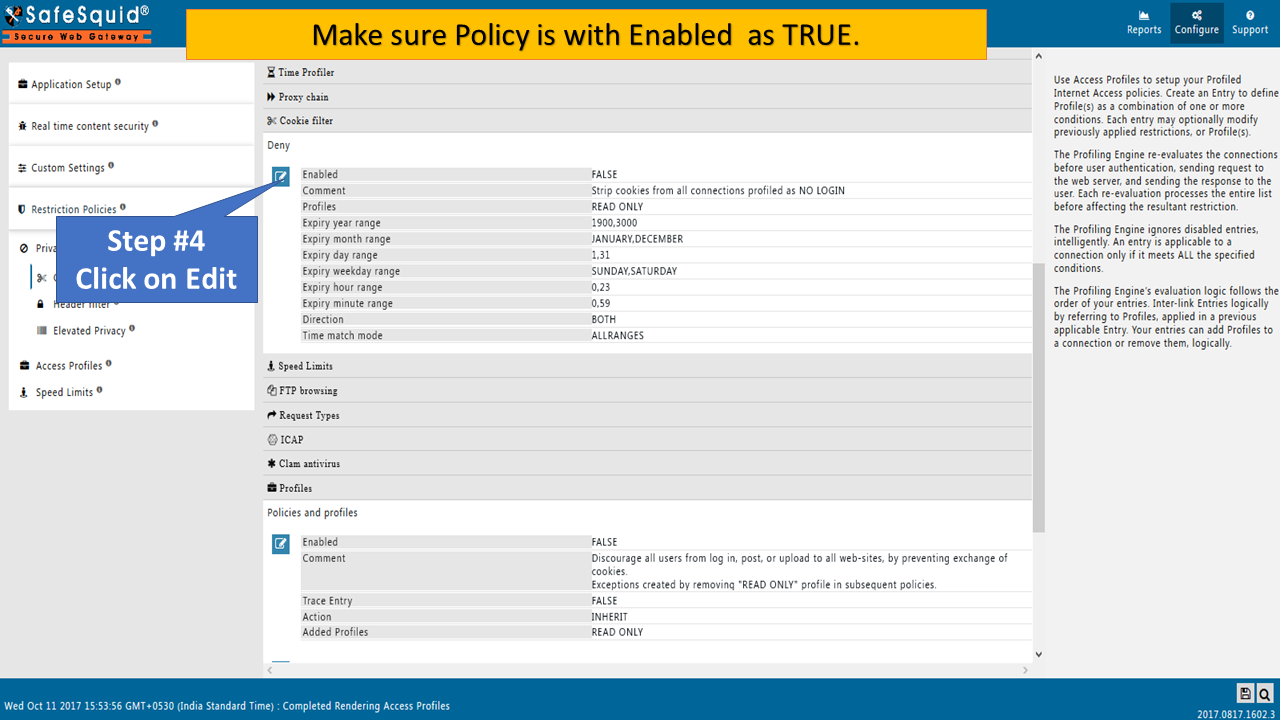 SafeSquid®
Secure Web Gateway
Make sure Policy is with Enabled as TRUE.
Reports
Configure
Support
Application Setup
Real time content security
Custom Settings
Restriction Policies
Step #4
Click on Edit
Elevated Privacy
Access Profiles
Speed Limits
Time Profiler
Proxy chain
Cookie filter
Deny
Enabled FALSE
Comment Strip cookies from all connections profiled as NO LOGIN
Profiles READ ONLY
Expiry year range 1900,3000
Expiry month range JANUARY,DECEMBER
Expiry day range 1,31
Expiry weekday range SUNDAY,SATURDAY
Expiry hour range 0,23
Expiry minute range 0,59
Direction BOTH
Time match mode ALLRANGES
Speed Limits
FTP browsing
Request Types
ICAP
Clam antivirus
Profiles
Policies and profiles
Enabled FALSE
Comment Discourage all users from log in, post, or upload to all web-sites, by preventing exchange of
cookies.
Exceptions created by removing "READ ONLY" profile in subsequent policies.
Trace Entry FALSE
Action INHERIT
Added Profiles READ ONLY
Use Access Profiles to setup your Profiled
Internet Access policies. Create an Entry to define
Profile(s) as a combination of one or more
conditions. Each entry may optionally modify
previously applied restrictions, or Profile(s).
The Profiling Engine re-evaluates the connections
before user authentication, sending request to
the web server, and sending the response to the
user. Each re-evaluation processes the entire list
before affecting the resultant restriction.
The Profiling Engine ignores disabled entries,
intelligently. An entry is applicable to a
connection only if it meets ALL the specified
conditions.
The Profiling Engine's evaluation logic follows the
order of your entries. Inter-link Entries logically
by referring to Profiles, applied in a previous
applicable Entry. Your entries can add Profiles to
a connection or remove them, logically.
Wed Oct 11 2017 15:53:56 GMT+0530 (India Standard Time) : Completed Rendering Access Profiles
2017.0817.1602.3